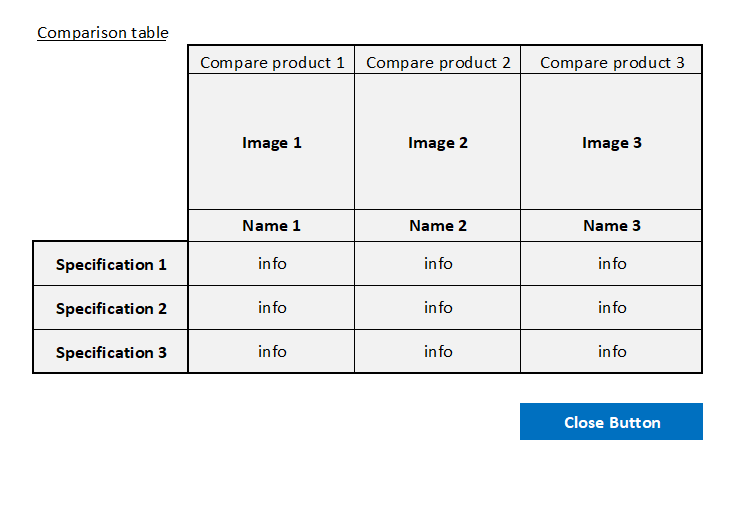 Comparison table
Compare product 1 Compare product 2 Compare product 3
Image 1 Image 2 Image 3
Name 1 Name 2 Name 3
Specification 1 info info info
Specification 2 info info info
Specification 3 info info info
Close Button